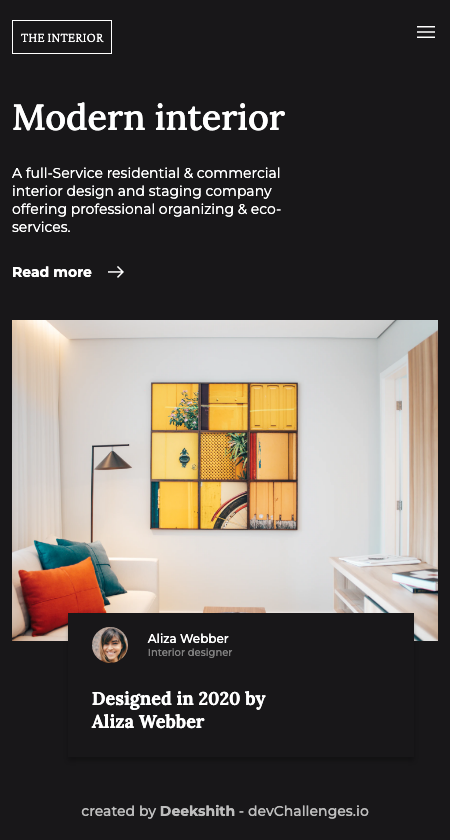 THE INTERIOR
Modern interior
A full-Service residential & commercial
interior design and staging company
offering professional organizing & eco-
services.
Read more
Aliza Webber
Interior designer
Designed in 2020 by
Aliza Webber
created by Deekshith - devChallenges.io